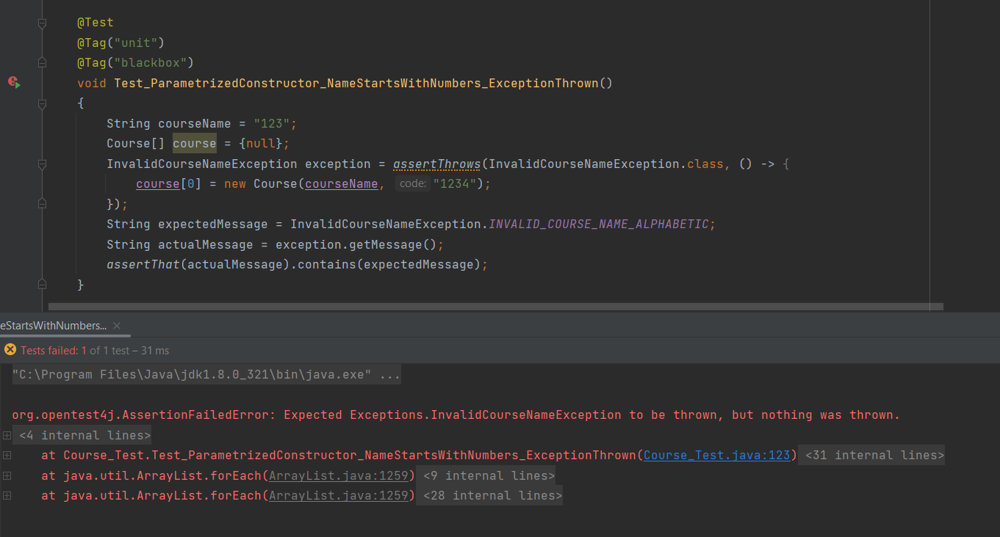 @Test
@Tag("unit")
@Tag("blackbox")
void Test_ParametrizedConstructor_NameStartsWithNumbers_ExceptionThrown()
{
String courseName = "123";
Course[] course = {null};
InvalidCourseNameException exception = assertThrows(InvalidCourseNameException.class, () -> {
course[0] = new Course(courseName, code: "1234");
});
String expectedMessage = InvalidCourseNameException.INVALID_COURSE_NAME_ALPHABETIC;
String actualMessage = exception.getMessage();
assertThat(actualMessage).contains(expectedMessage);
}
eStartsWithNumbers...
Tests failed: 1 of 1 test – 31 ms
"C:\Program Files\Java\jdk1.8.0_321\bin\java.exe" ...
org.opentest4j.AssertionFailedError: Expected Exceptions.InvalidCourseNameException to be thrown, but nothing was thrown.
<4 internal lines>
at Course_Test.Test_ParametrizedConstructor_NameStartsWithNumbers_ExceptionThrown(Course_Test.java:123) <31 internal lines>
at java.util.ArrayList.forEach(ArrayList.java:1259) <9 internal lines>
at java.util.ArrayList.forEach(ArrayList.java:1259) <28 internal lines>